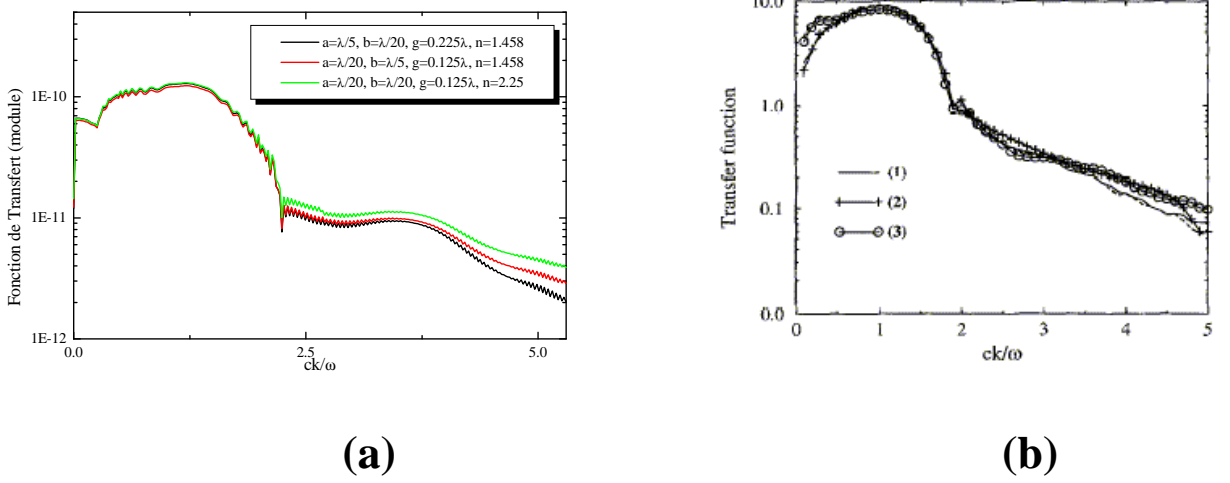 a=λ/5, b=λ/20, g=0.225λ, n=1.458
a=λ/20, b=λ/5, g=0.125λ, n=1.458
a=λ/20, b=λ/20, g=0.125λ, n=2.25
Fonction de Transfert (module)
1E-10
1E-11
1E-12
0.0
2.5
5.0
ck/ω
(a)
Transfer function
10.0
1.0
0.1
0.0
(1)
(2)
(3)
0
1
2
3
4
5
ck/ω
(b)